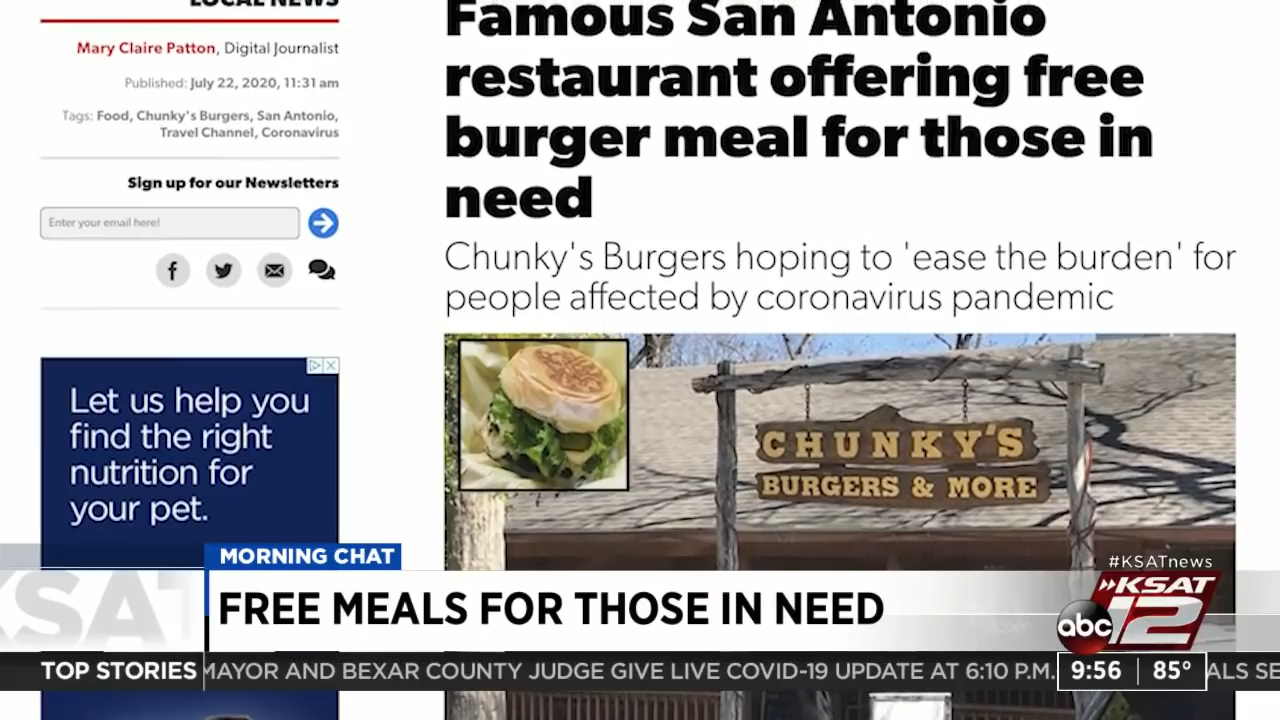 LOCAL NEWS
Mary Claire Patton, Digital Journalist
Published: July 22, 2020, 11:31 am
Tags: Food, Chunky's Burgers, San Antonio,
Travel Channel, Coronavirus
Sign up for our Newsletters
Enter your email here!
Let us help you
find the right
nutrition for
your pet.
Famous San Antonio
restaurant offering free
burger meal for those in
need
Chunky's Burgers hoping to 'ease the burden' for
people affected by coronavirus pandemic
CHUNKY'S
BURGERS & MORE
MORNING CHAT
FREE MEALS FOR THOSE IN NEED
#KSATnews
KSAT
12
abc
KSAT
TOP STORIES MAYOR AND BEXAR COUNTY JUDGE GIVE LIVE COVID-19 UPDATE AT 6:10 P.M. 9:56 85° ALS SE